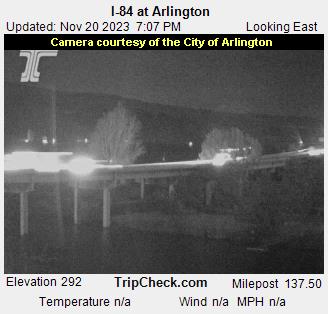 I-84 at Arlington
Updated: Nov 20 2023 7:07 PM Looking East
Camera courtesy of the City of Arlington
Elevation 292 TripCheck.com Milepost 137.50
Temperature n/a Wind n/a MPH n/a